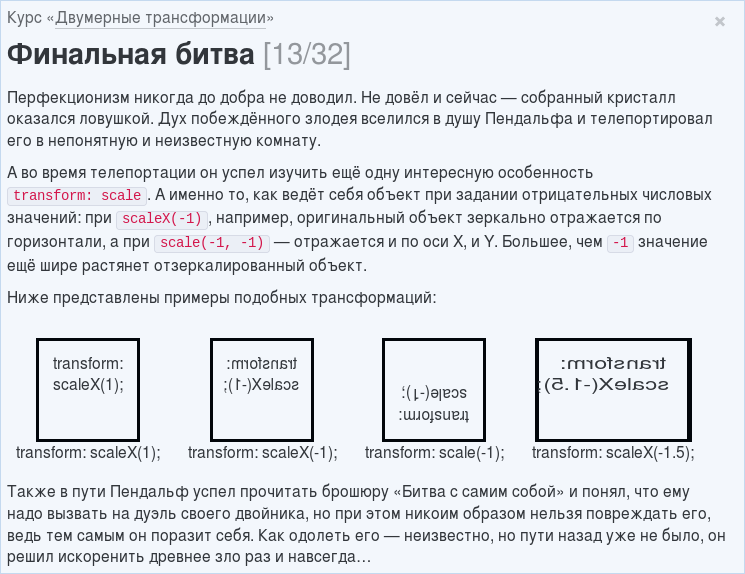 Курс «Двумерные трансформации»
×
Финальная битва [13/32]
Перфекционизм никогда до добра не доводил. Не довёл и сейчас — собранный кристалл
оказался ловушкой. Дух побеждённого злодея вселился в душу Пендальфа и телепортировал
его в непонятную и неизвестную комнату.
А во время телепортации он успел изучить ещё одну интересную особенность
transform: scale. А именно то, как ведёт себя объект при задании отрицательных числовых
значений: при scaleX(-1), например, оригинальный объект зеркально отражается по
горизонтали, а при scale(-1, -1) — отражается и по оси X, и Y. Большее, чем -1 значение
ещё шире растянет отзеркалированный объект.
Ниже представлены примеры подобных трансформаций:
transform:
scaleX(1);
transform: scaleX(1);
transform:
scaleX(-1);
transform: scaleX(-1);
transform:
scale(-1);
transform: scale(-1);
transform:
scaleX(-1.5);
transform: scaleX(-1.5);
Также в пути Пендальф успел прочитать брошюру «Битва с самим собой» и понял, что ему
надо вызвать на дуэль своего двойника, но при этом никоим образом нельзя повреждать его,
ведь тем самым он поразит себя. Как одолеть его — неизвестно, но пути назад уже не было, он
решил искоренить древнее зло раз и навсегда…